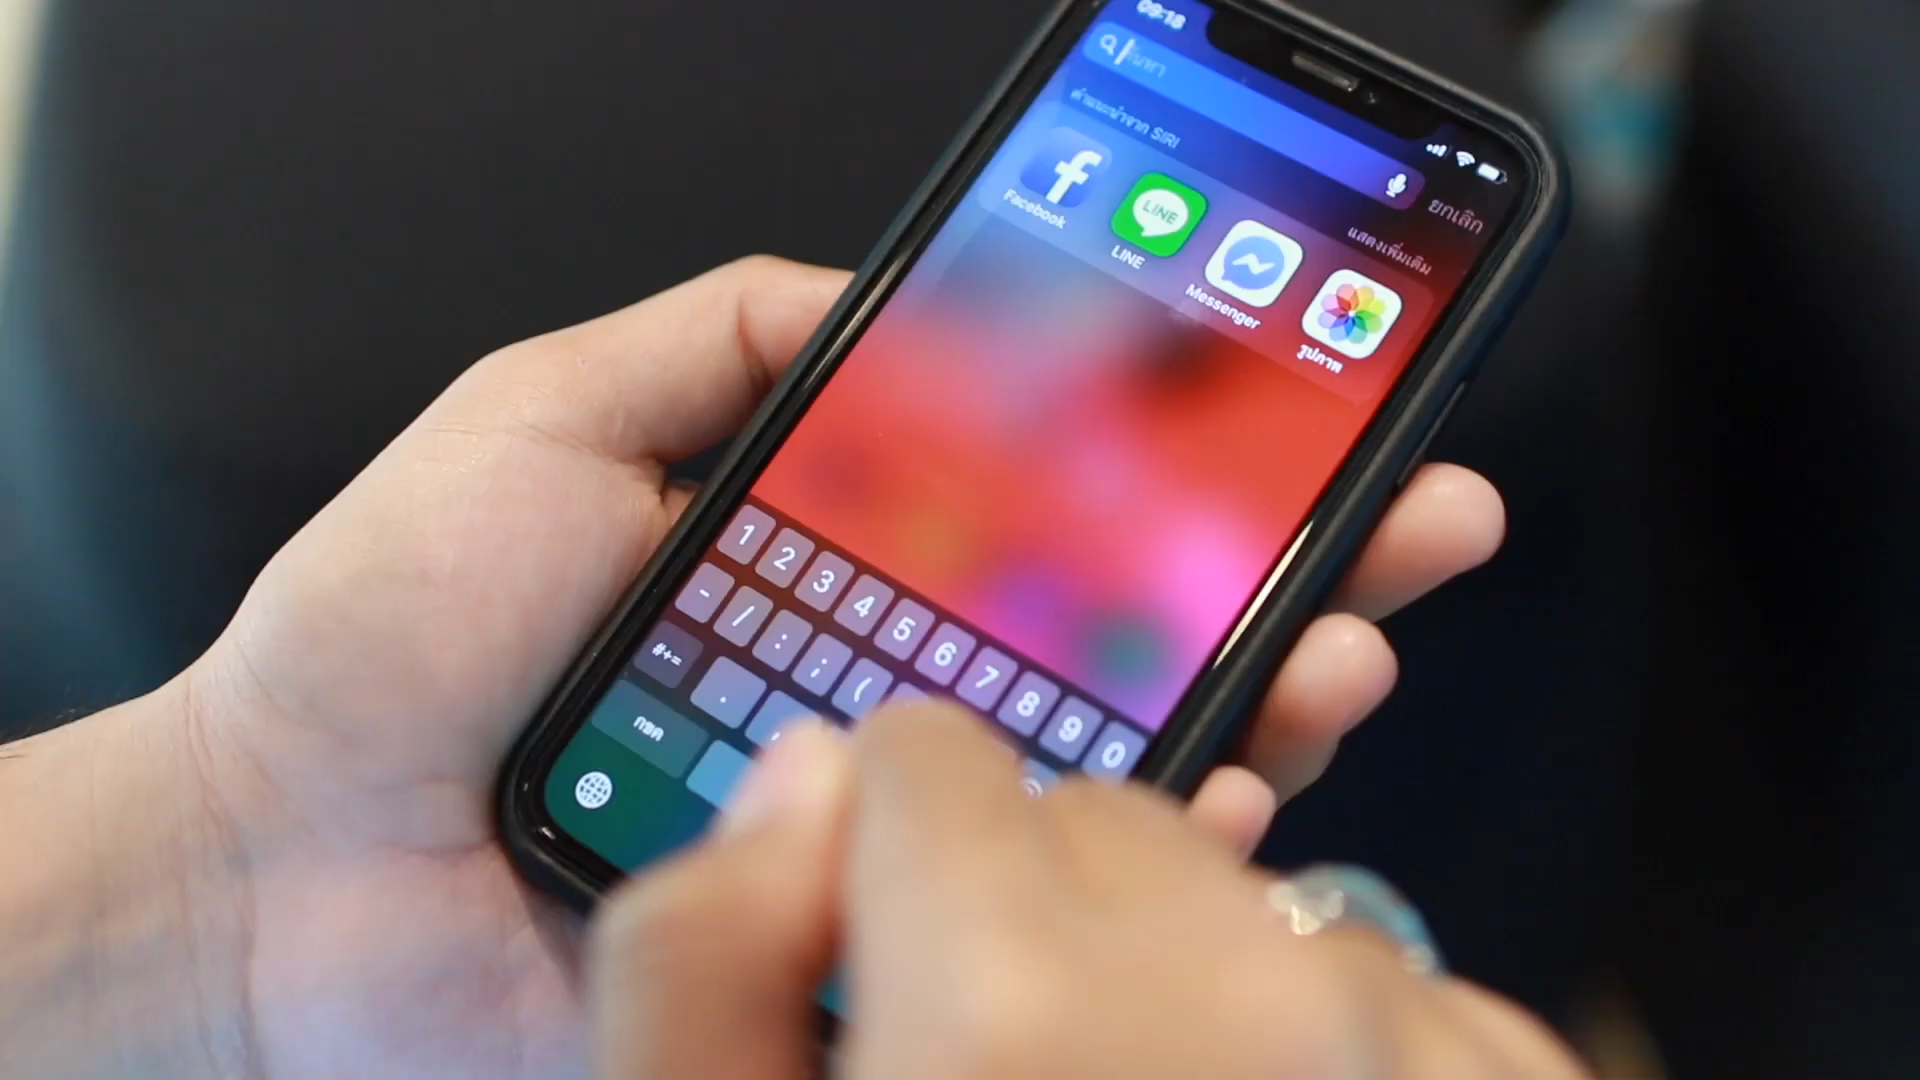 09:18
ค้นหา
ยกเลิก
คำแนะนำจาก SIRI
แสดงเพิ่มเติม
Facebook
LINE
LINE
Messenger
รูปภาพ
1 2 3 4 5 6 7 8 9 0
- / : ; (
#+= . ,
กขค